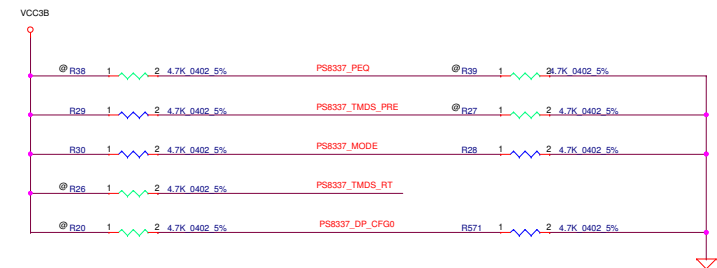 VCC3B
@ R38 1 2 4.7K_0402_5% PS8337_PEQ @ R39 1 2 4.7K_0402_5%
R29 1 2 4.7K_0402_5% PS8337_TMDS_PRE @ R27 1 2 4.7K_0402_5%
R30 1 2 4.7K_0402_5% PS8337_MODE R28 1 2 4.7K_0402_5%
@ R26 1 2 4.7K_0402_5% PS8337_TMDS_RT
@ R20 1 2 4.7K_0402_5% PS8337_DP_CFG0 R571 1 2 4.7K_0402_5%